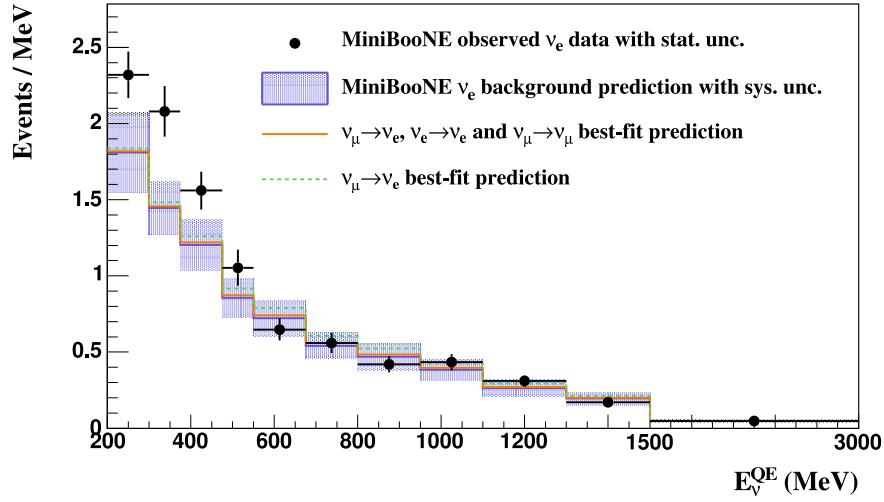 MiniBooNE observed νe data with stat. unc.
MiniBooNE νe background prediction with sys. unc.
νμ→νe, νe→νe and νμ→νμ best-fit prediction
νμ→νe best-fit prediction
Events / MeV
2.5
2
1.5
1
0.5
0
200 400 600 800 1000 1200 1500 3000
EνQE (MeV)